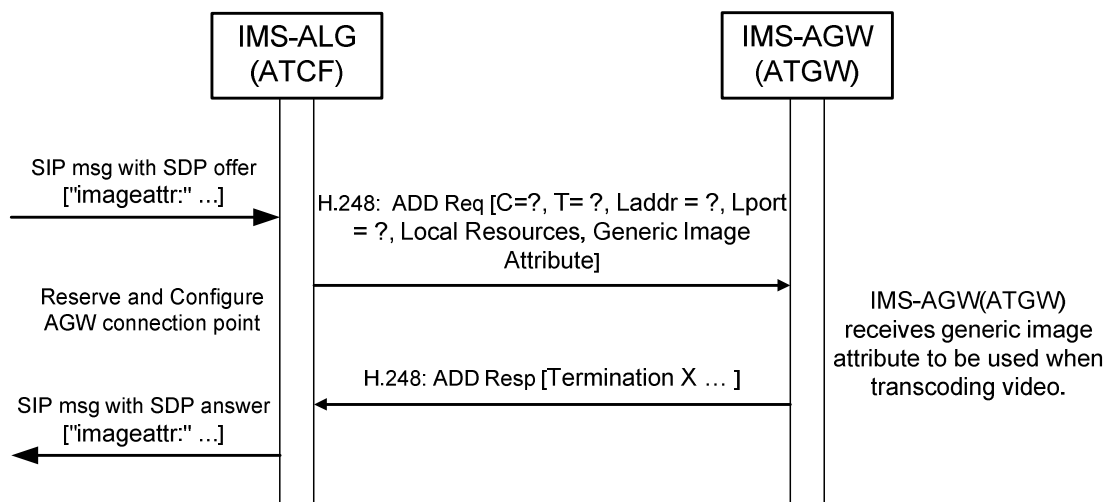 IMS-ALG
(ATCF)
IMS-AGW
(ATGW)
SIP msg with SDP offer
["imageattr:" ...]
H.248: ADD Req [C=?, T= ?, Laddr = ?, Lport
= ?, Local Resources, Generic Image
Attribute]
Reserve and Configure
AGW connection point
IMS-AGW(ATGW)
receives generic image
attribute to be used when
transcoding video.
H.248: ADD Resp [Termination X ... ]
SIP msg with SDP answer
["imageattr:" ...]